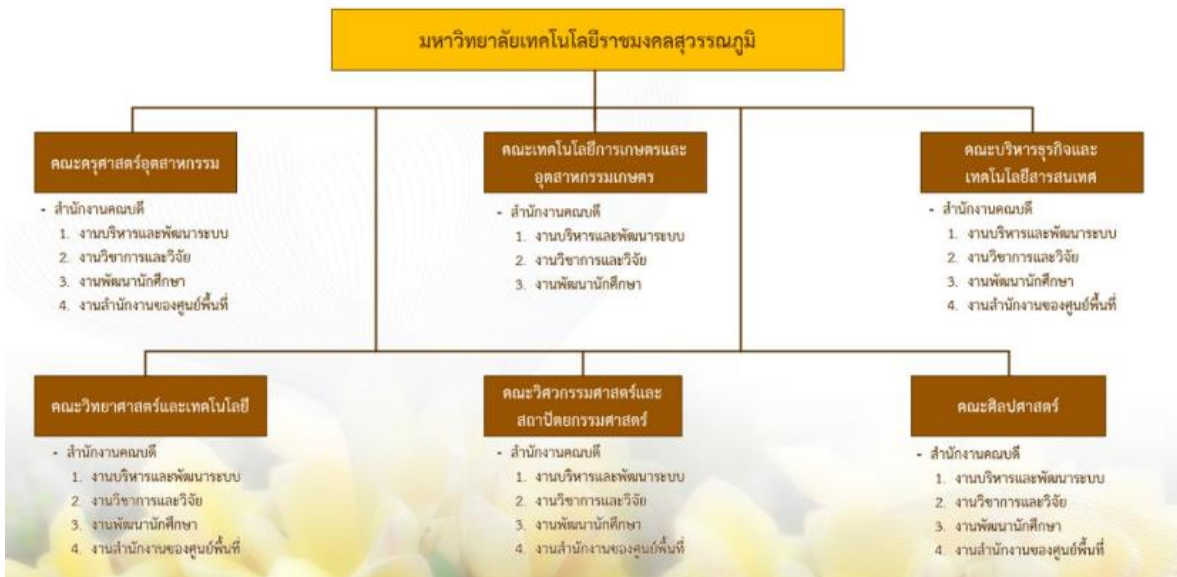 มหาวิทยาลัยเทคโนโลยีราชมงคลสุวรรณภูมิ
คณะครุศาสตร์อุตสาหกรรม
- สำนักงานคณบดี
1. งานบริหารและพัฒนาระบบ
2. งานวิชาการและวิจัย
3. งานพัฒนานักศึกษา
4. งานสำนักงานของศูนย์พื้นที่
คณะเทคโนโลยีการเกษตรและ
อุตสาหกรรมเกษตร
- สำนักงานคณบดี
1. งานบริหารและพัฒนาระบบ
2. งานวิชาการและวิจัย
3. งานพัฒนานักศึกษา
คณะบริหารธุรกิจและ
เทคโนโลยีสารสนเทศ
- สำนักงานคณบดี
1. งานบริหารและพัฒนาระบบ
2. งานวิชาการและวิจัย
3. งานพัฒนานักศึกษา
4. งานสำนักงานของศูนย์พื้นที่
คณะวิทยาศาสตร์และเทคโนโลยี
- สำนักงานคณบดี
1. งานบริหารและพัฒนาระบบ
2. งานวิชาการและวิจัย
3. งานพัฒนานักศึกษา
4. งานสำนักงานของศูนย์พื้นที่
คณะวิศวกรรมศาสตร์และ
สถาปัตยกรรมศาสตร์
- สำนักงานคณบดี
1. งานบริหารและพัฒนาระบบ
2. งานวิชาการและวิจัย
3. งานพัฒนานักศึกษา
4. งานสำนักงานของศูนย์พื้นที่
คณะศิลปศาสตร์
- สำนักงานคณบดี
1. งานบริหารและพัฒนาระบบ
2. งานวิชาการและวิจัย
3. งานพัฒนานักศึกษา
4. งานสำนักงานของศูนย์พื้นที่